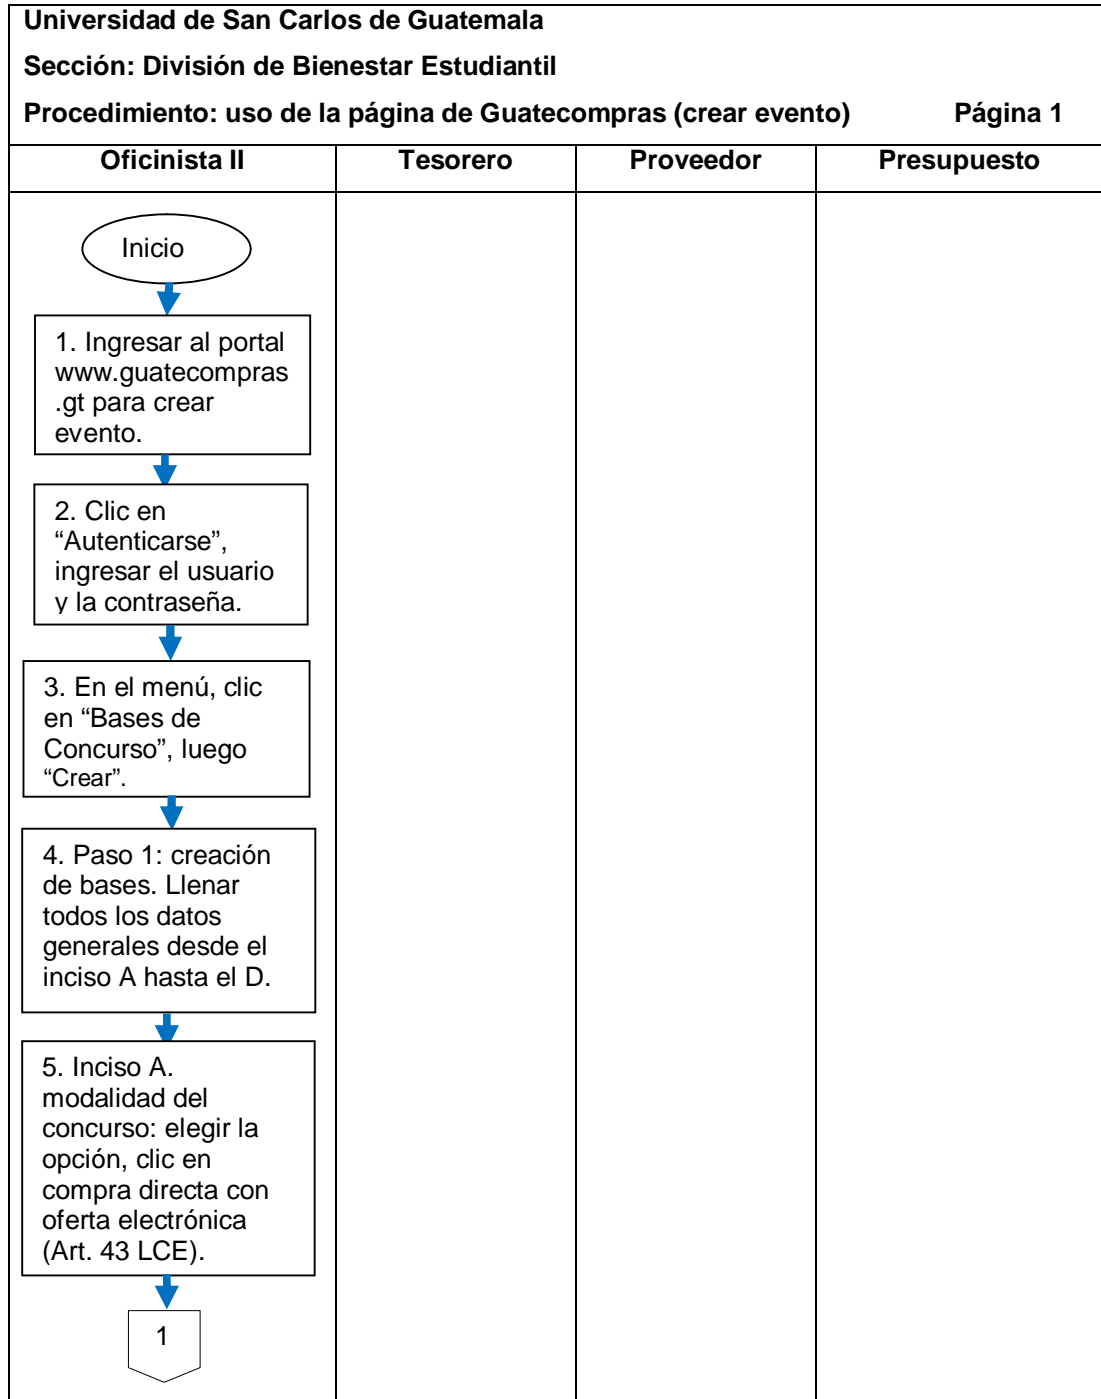 Universidad de San Carlos de Guatemala
Sección: División de Bienestar Estudiantil
Procedimiento: uso de la página de Guatecompras (crear evento) Página 1
Oficinista II Tesorero Proveedor Presupuesto
Inicio
1. Ingresar al portal
www.guatecompras
.gt para crear
evento.
2. Clic en
“Autenticarse”,
ingresar el usuario
y la contraseña.
3. En el menú, clic
en “Bases de
Concurso”, luego
“Crear”.
4. Paso 1: creación
de bases. Llenar
todos los datos
generales desde el
inciso A hasta el D.
5. Inciso A.
modalidad del
concurso: elegir la
opción, clic en
compra directa con
oferta electrónica
(Art. 43 LCE).
1